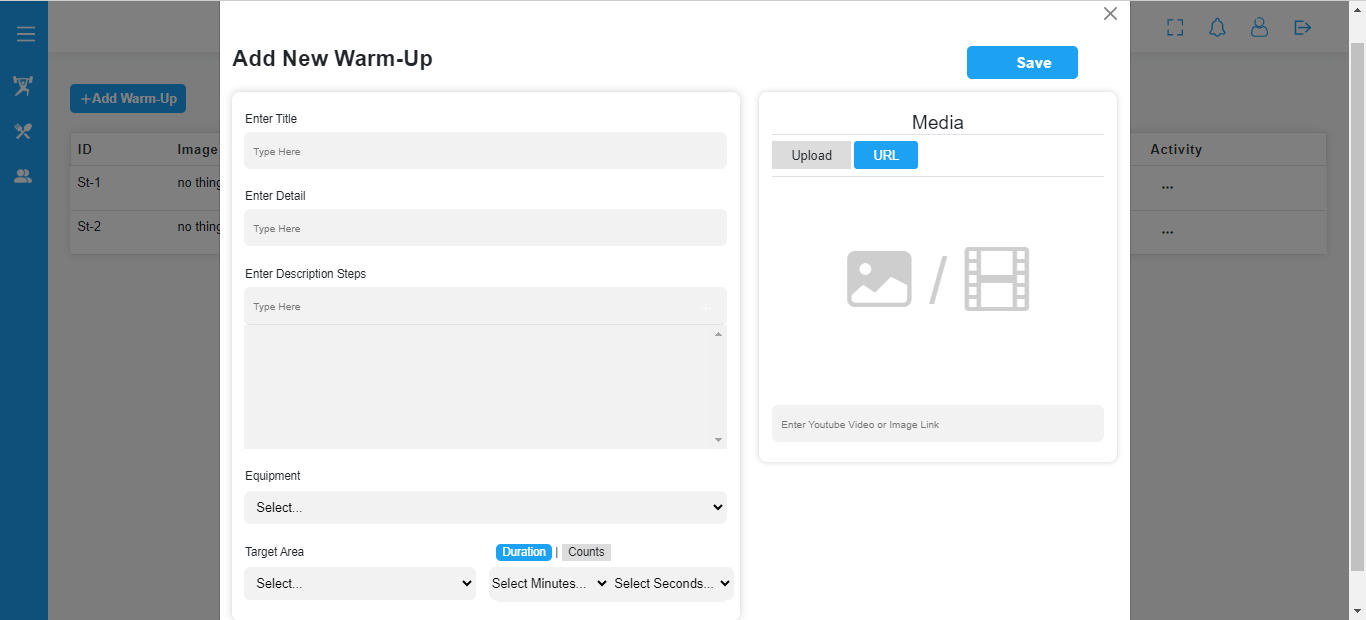 Add New Warm-Up
Save
+Add Warm-Up
ID Image Activity
St-1 no thing ...
St-2 no thing ...
Enter Title
Type Here
Enter Detail
Type Here
Enter Description Steps
Type Here
Equipment
Select...
Target Area
Select...
Duration | Counts
Select Minutes... Select Seconds...
Media
Upload URL
/
Enter Youtube Video or Image Link